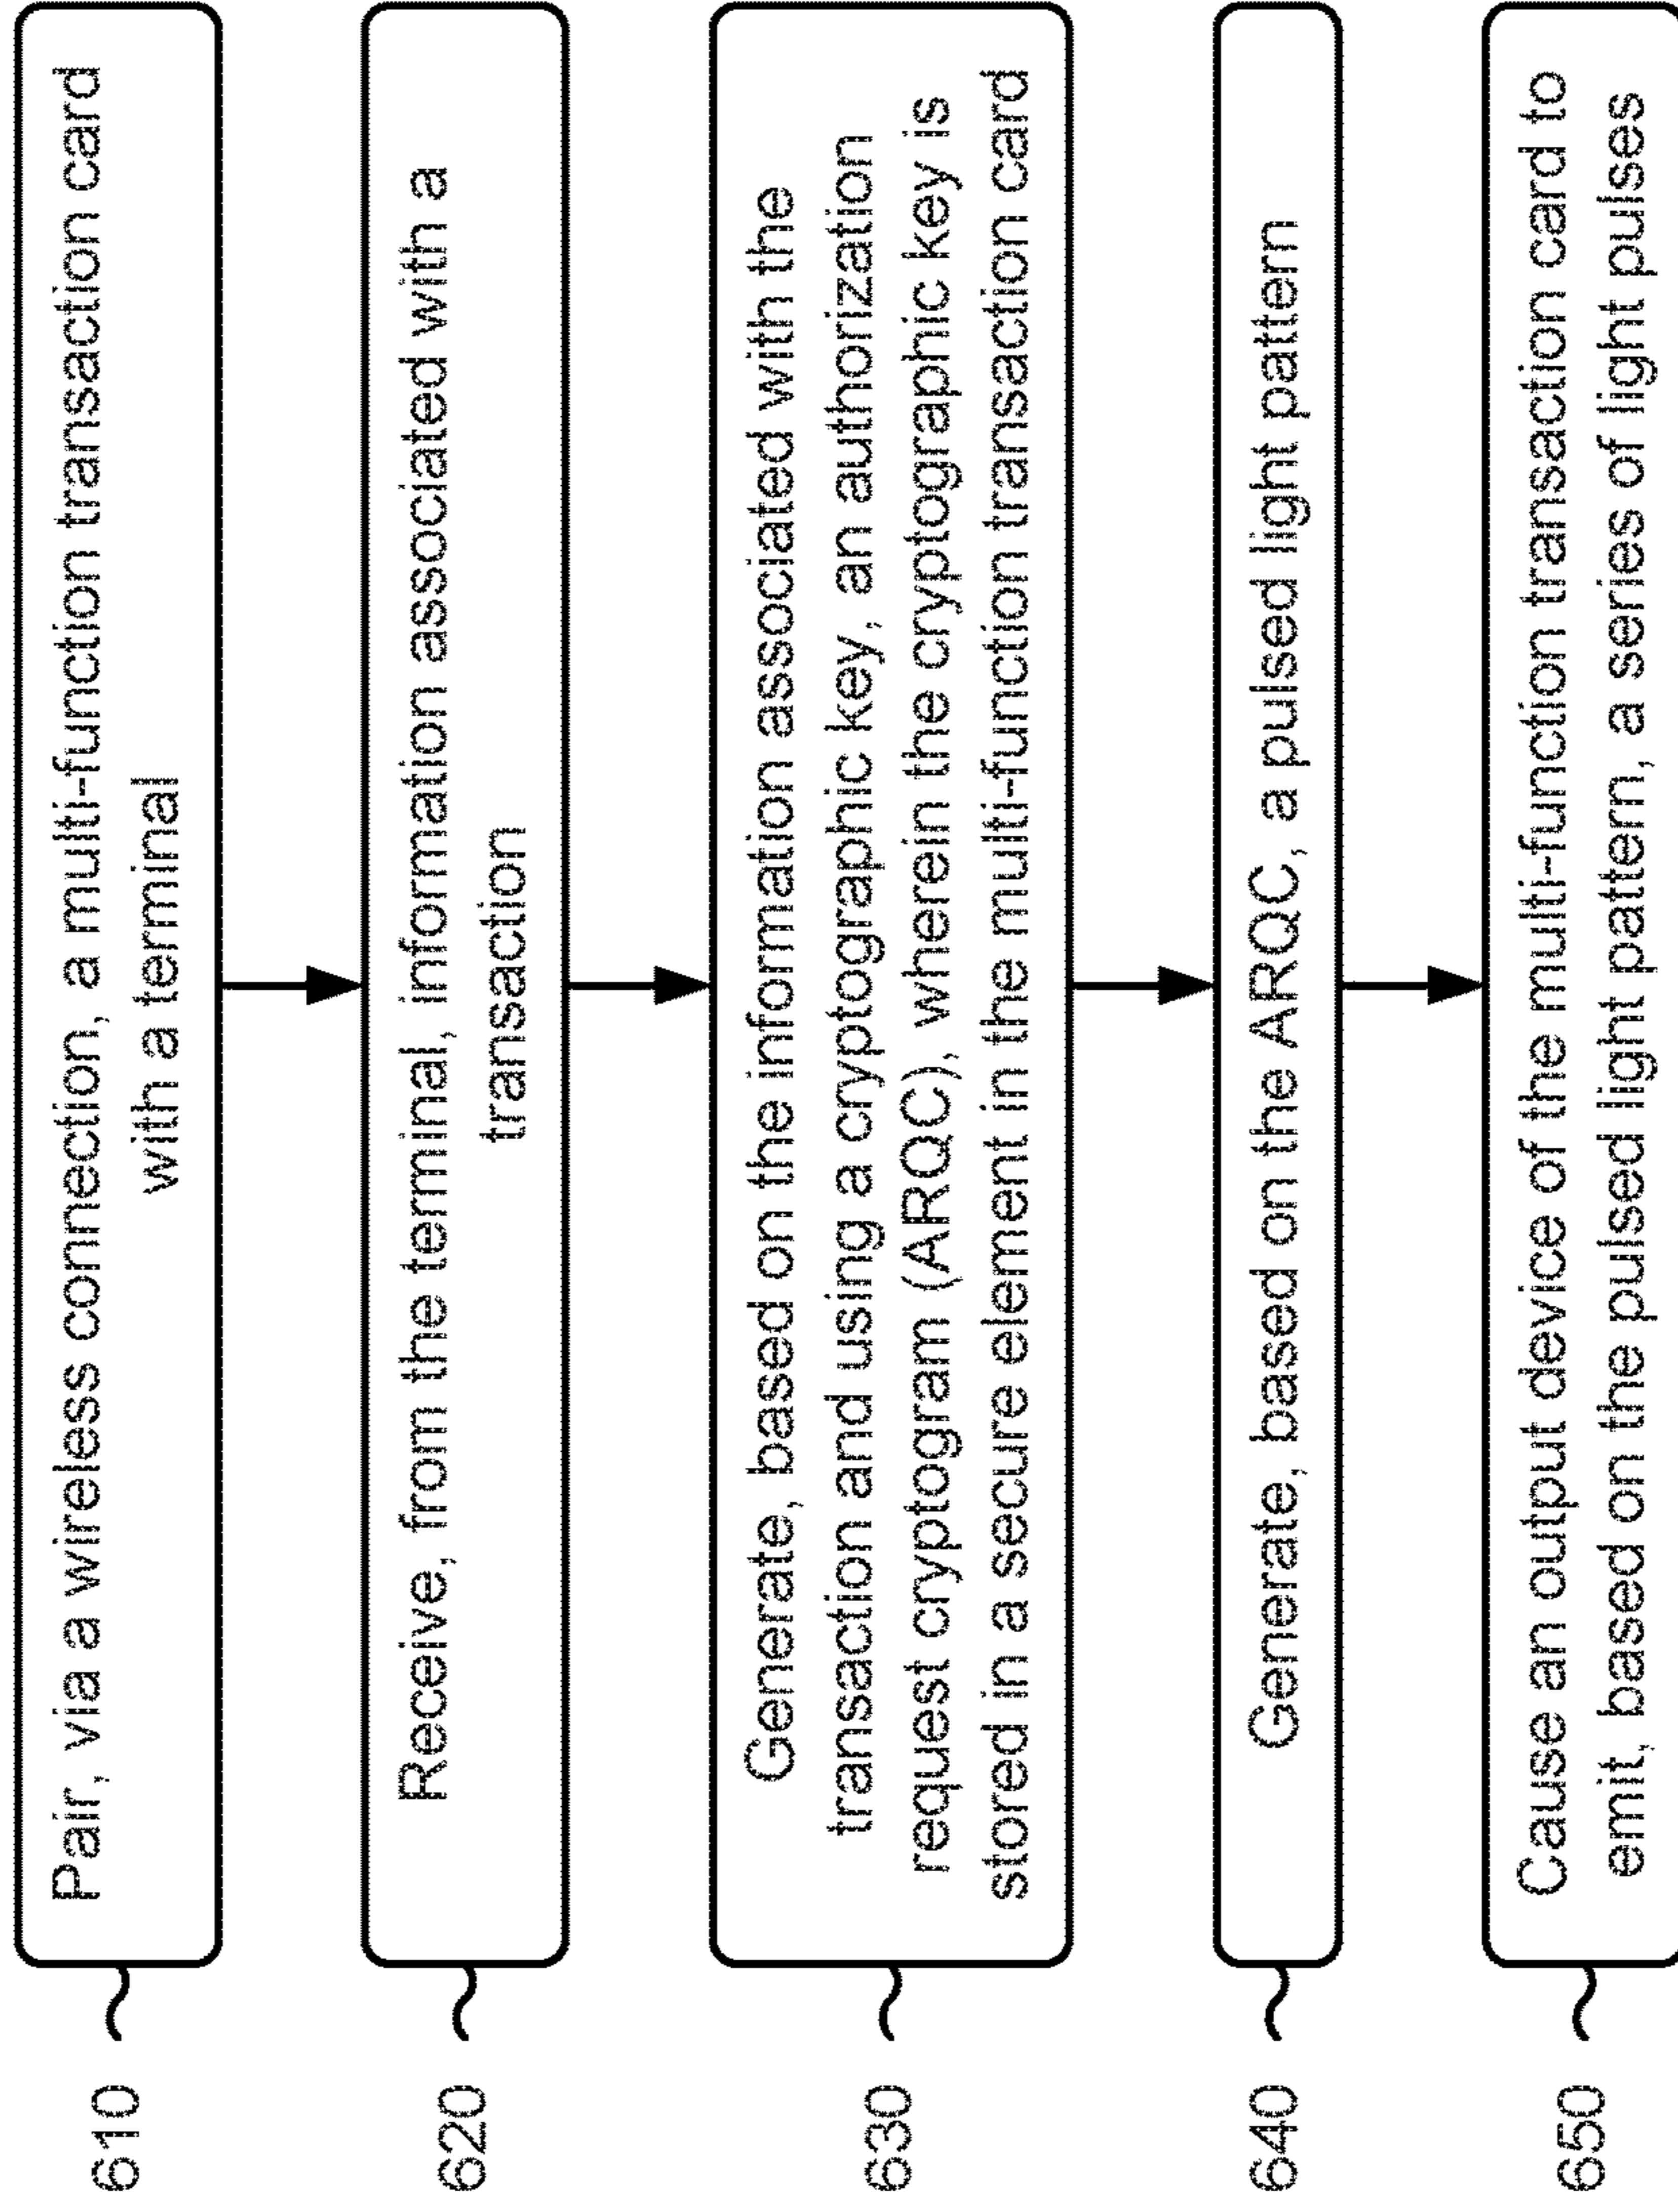 610
Pair, via a wireless connection, a multi-function transaction card
with a terminal
620
Receive, from the terminal, information associated with a
transaction
630
Generate, based on the information associated with the
transaction and using a cryptographic key, an authorization
request cryptogram (ARQC), wherein the cryptographic key is
stored in a secure element in the multi-function transaction card
640
Generate, based on the ARQC, a pulsed light pattern
650
Cause an output device of the multi-function transaction card to
emit, based on the pulsed light pattern, a series of light pulses